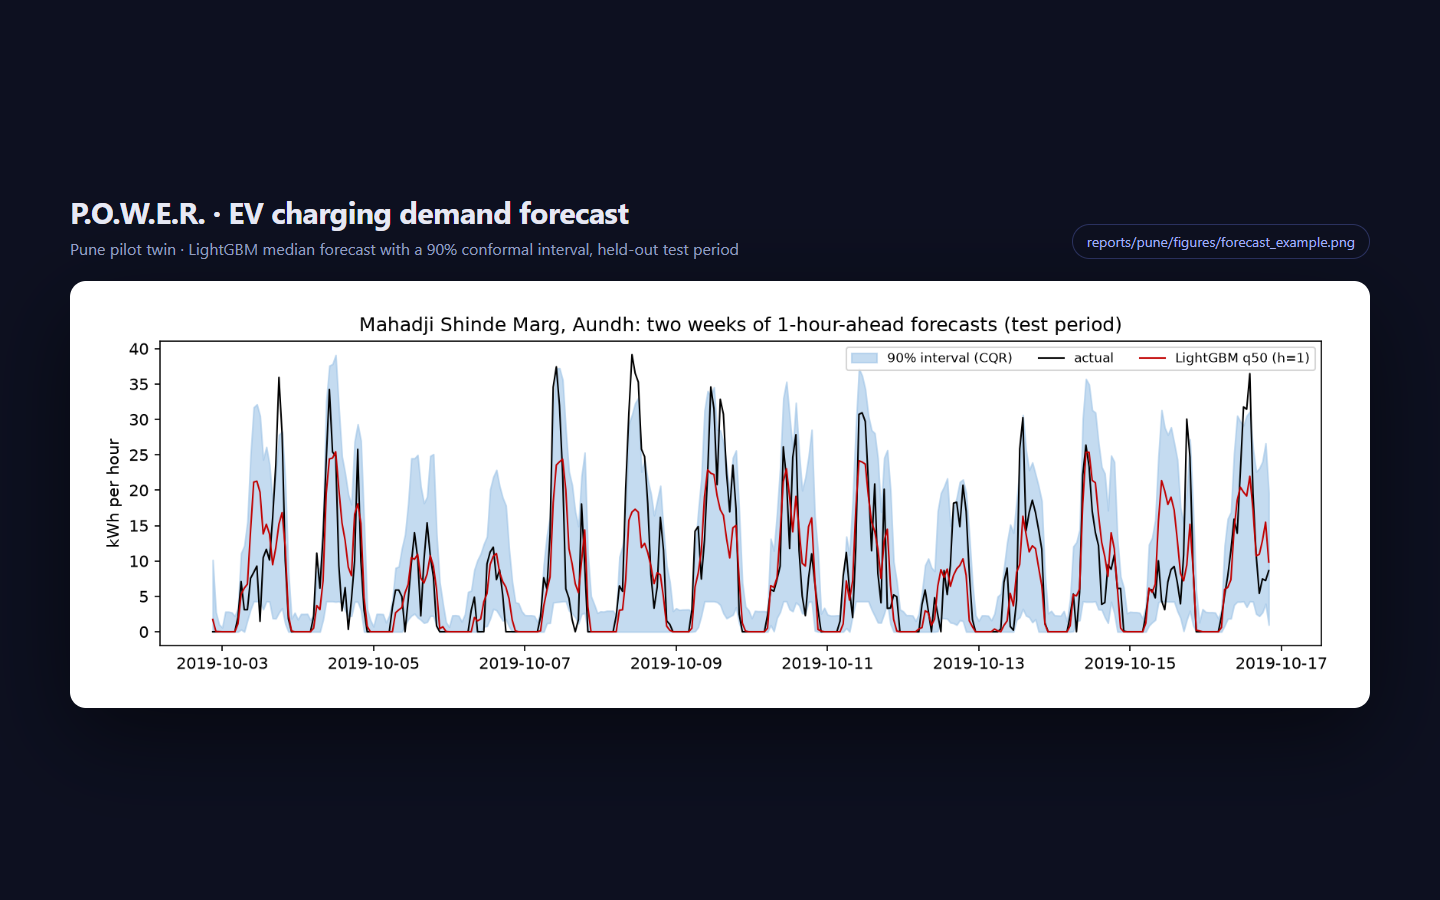 P.O.W.E.R. · EV charging demand forecast
Pune pilot twin · LightGBM median forecast with a 90% conformal interval, held-out test period
reports/pune/figures/forecast_example.png
Mahadji Shinde Marg, Aundh: two weeks of 1-hour-ahead forecasts (test period)
90% interval (CQR)
actual
LightGBM q50 (h=1)
kWh per hour
40
35
30
25
20
15
10
5
0
2019-10-03
2019-10-05
2019-10-07
2019-10-09
2019-10-11
2019-10-13
2019-10-15
2019-10-17